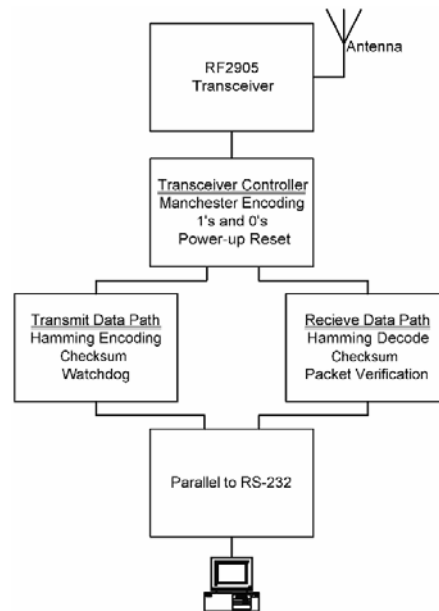 Antenna
RF2905
Transceiver
Transceiver Controller
Manchester Encoding
1's and 0's
Power-up Reset
Transmit Data Path
Hamming Encoding
Checksum
Watchdog
Recieve Data Path
Hamming Decode
Checksum
Packet Verification
Parallel to RS-232